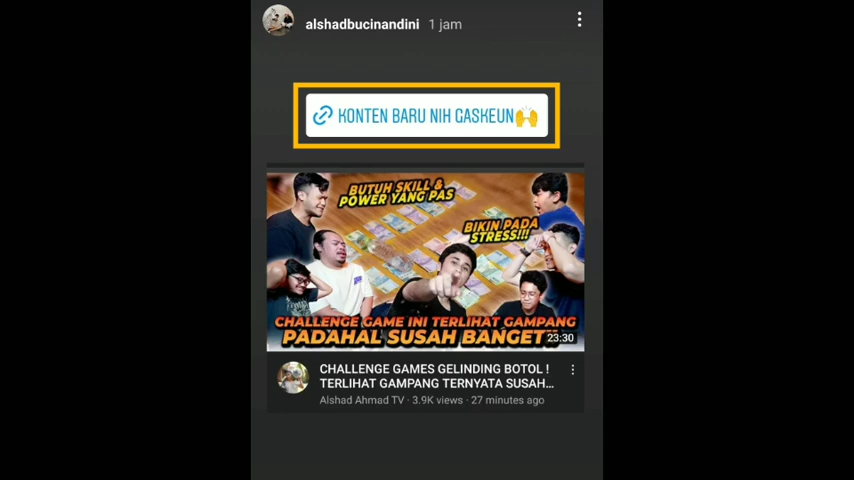 alshadbucinandini 1 jam
KONTEN BARU NIH GASKEUN🙌
BUTUH SKILL &
POWER YANG PAS
BIKIN PADA
STRESS!!!
CHALLENGE GAME INI TERLIHAT GAMPANG
PADAHAL SUSAH BANGET
23:30
CHALLENGE GAMES GELINDING BOTOL !
TERLIHAT GAMPANG TERNYATA SUSAH...
Alshad Ahmad TV · 3.9K views · 27 minutes ago